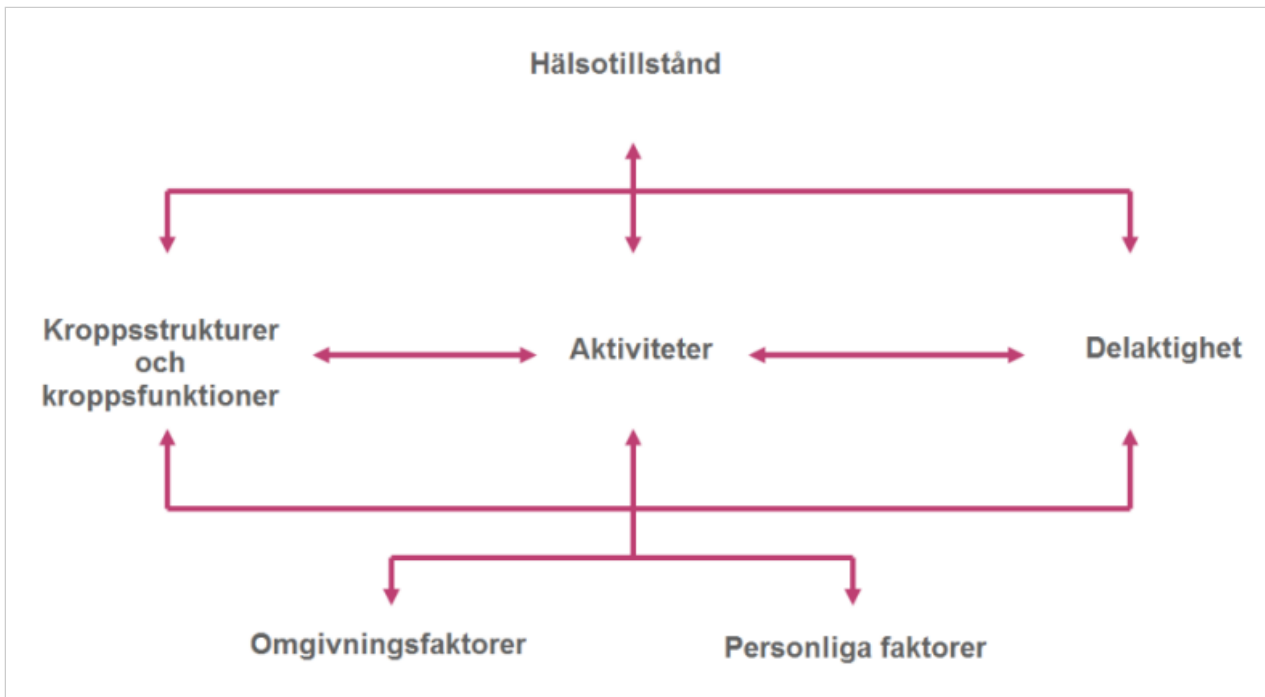 Hälsotillstånd
Kroppsstrukturer
och
kroppsfunktioner
Aktiviteter
Delaktighet
Omgivningsfaktorer
Personliga faktorer